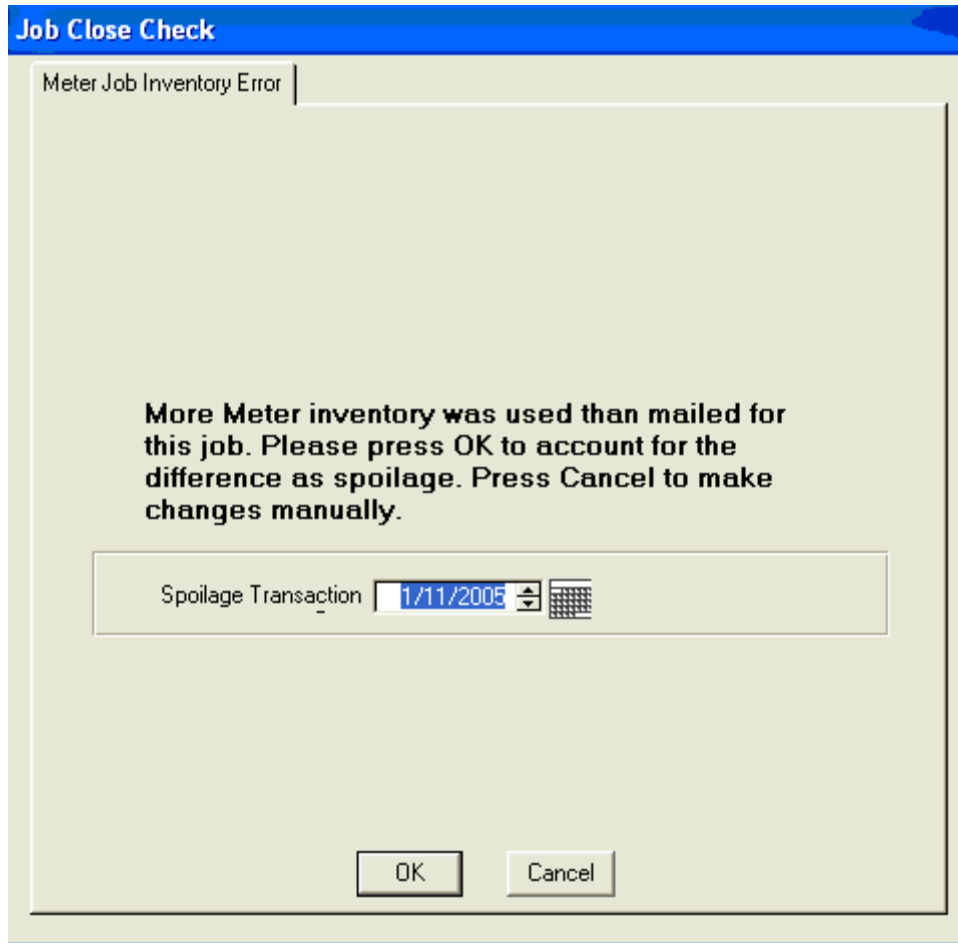 Job Close Check
Meter Job Inventory Error
More Meter inventory was used than mailed for
this job. Please press OK to account for the
difference as spoilage. Press Cancel to make
changes manually.
Spoilage Transaction 1/11/2005
OK Cancel